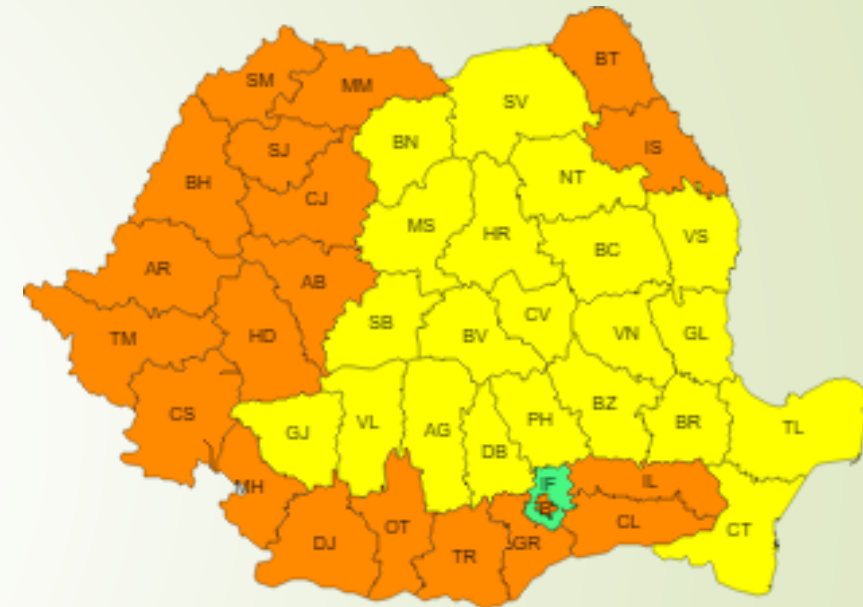 BT
SM
MM
SV
BN
IS
SJ
NT
BH
CJ
MS
HR
VS
BC
AR
AB
SB
CV
BV
VN
GL
TM
HD
CS
GJ
VL
AG
PH
BZ
BR
TL
DB
MH
IF
IL
B
CL
CT
OT
DJ
TR
GR